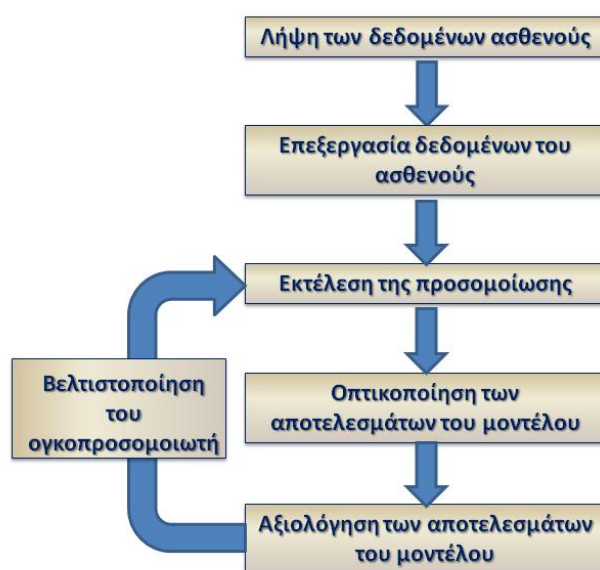 Λήψη των δεδομένων ασθενούς
Επεξεργασία δεδομένων του
ασθενούς
Εκτέλεση της προσομοίωσης
Βελτιστοποίηση
του
ογκοπροσομοιωτή
Οπτικοποίηση των
αποτελεσμάτων του μοντέλου
Αξιολόγηση των αποτελεσμάτων
του μοντέλου